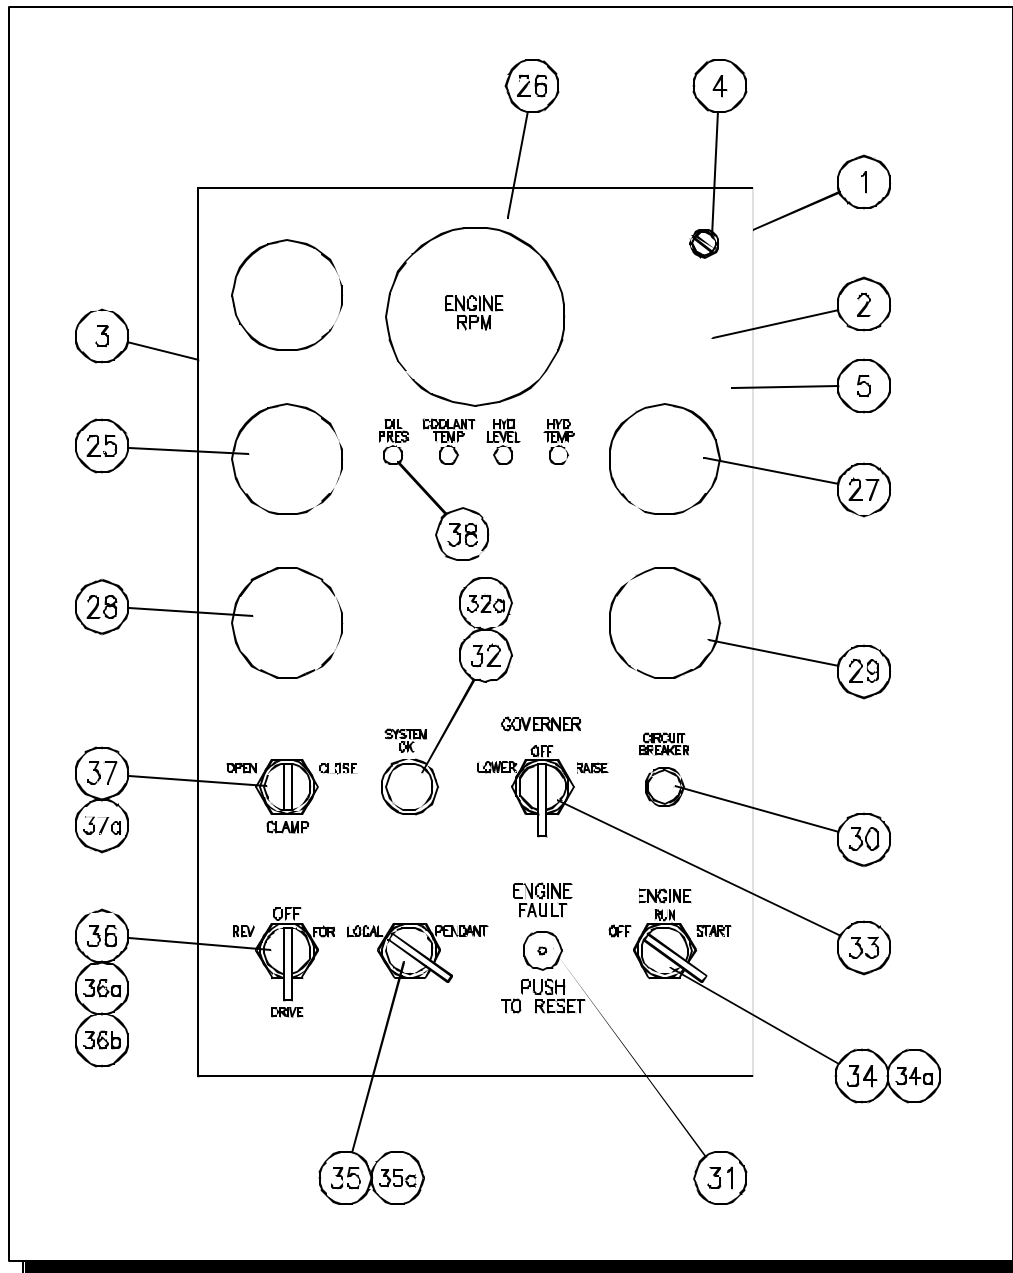 26
4
1
ENGINE
RPM
2
3
5
OIL
PRES
COOLANT
TEMP
HYD
LEVEL
HYD
TEMP
25
27
38
28
32a
32
29
GOVERNER
SYSTEM
OK
OFF
CIRCUIT
BREAKER
OPEN
CLOSE
LOWER
RAISE
37
37a
CLAMP
30
ENGINE
FAULT
ENGINE
RUN
OFF
REV
FOR
LOCAL
PENDANT
OFF
START
36
33
36a
PUSH
TO RESET
DRIVE
36b
34
34a
35
35a
31